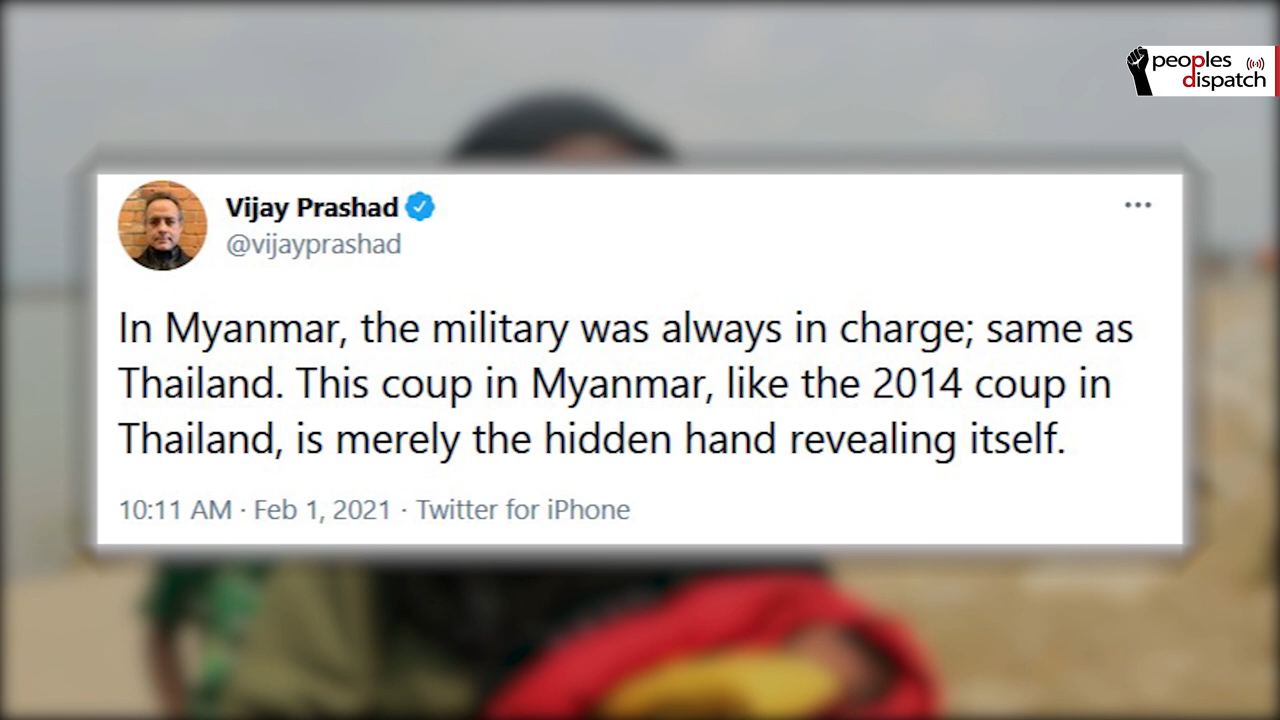 peoples
dispatch
Vijay Prashad
@vijayprashad
In Myanmar, the military was always in charge; same as
Thailand. This coup in Myanmar, like the 2014 coup in
Thailand, is merely the hidden hand revealing itself.
10:11 AM · Feb 1, 2021 · Twitter for iPhone